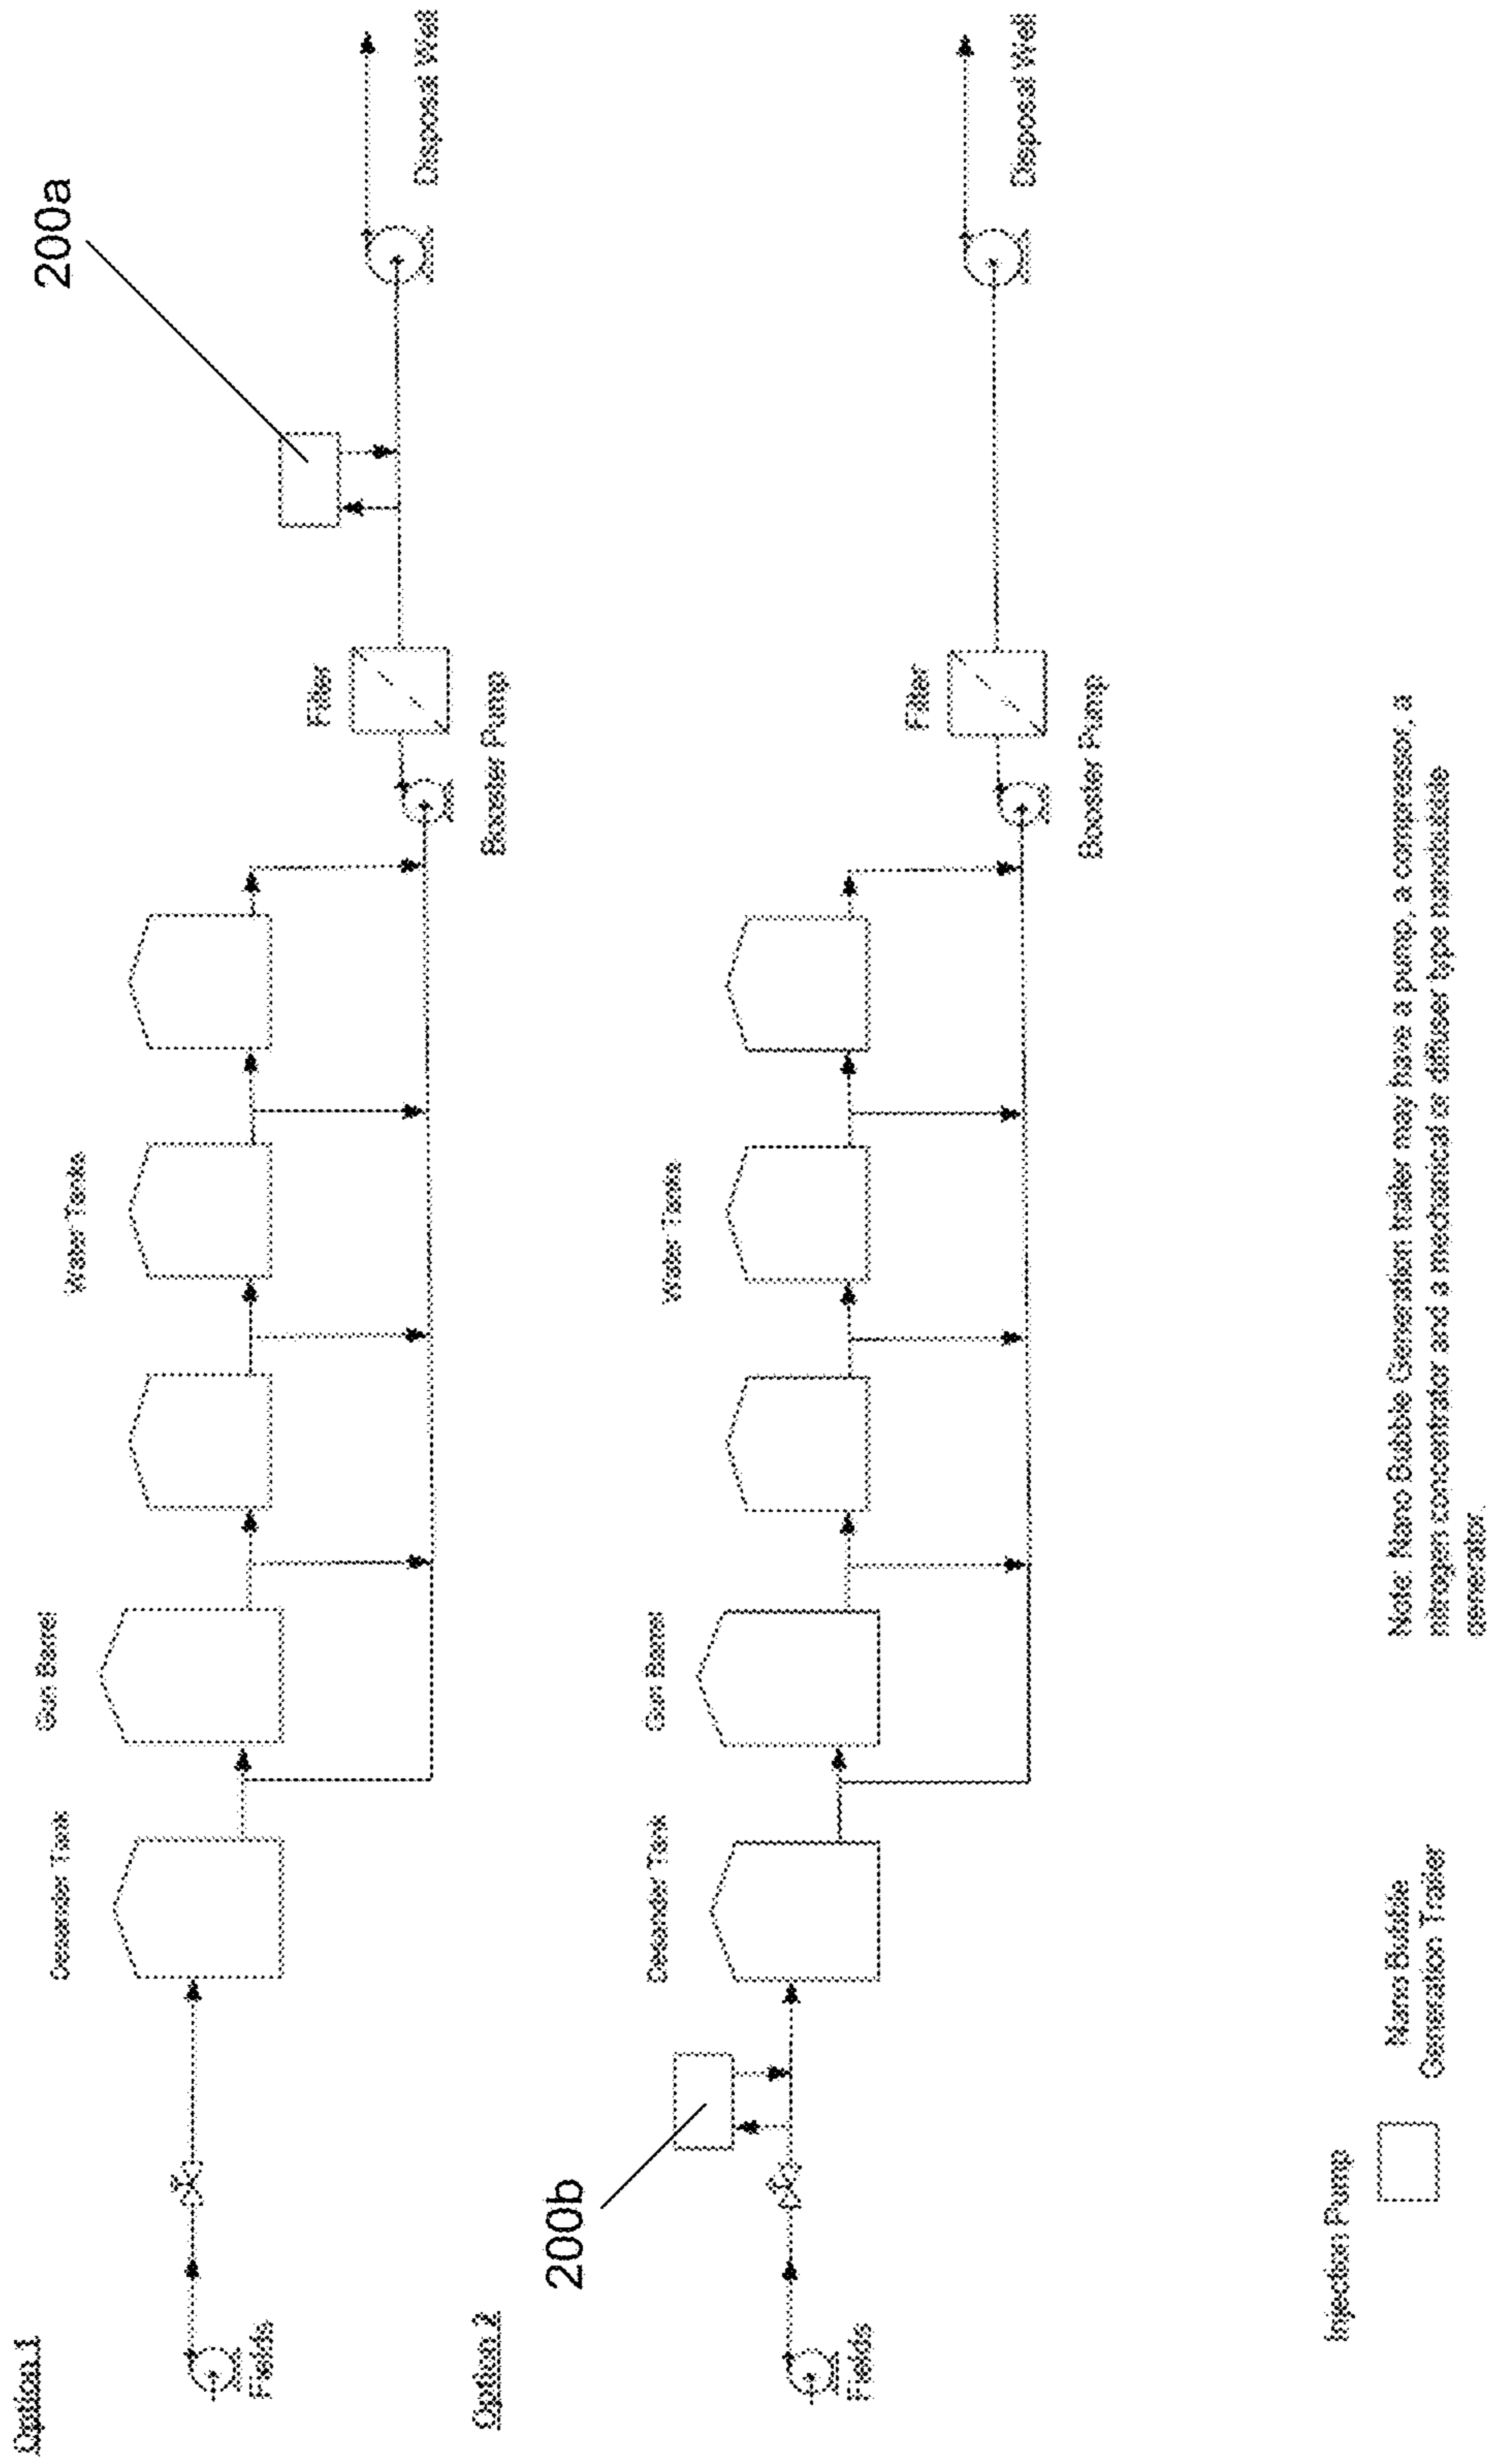 Option 1
Fields
Desander Tank
Gun Barrel
Water Tanks
Booster Pump
Filter
200a
Disposal Well
Option 2
200b
Fields
Desander Tank
Gun Barrel
Water Tanks
Booster Pump
Filter
Disposal Well
Injection Pump
Nano Bubble
Generation Trailer
Note: Nano Bubble Generation trailer may have a pump, a compressor, a
nitrogen concentrator and a mechanical or diffuser type nanobubble
generator.